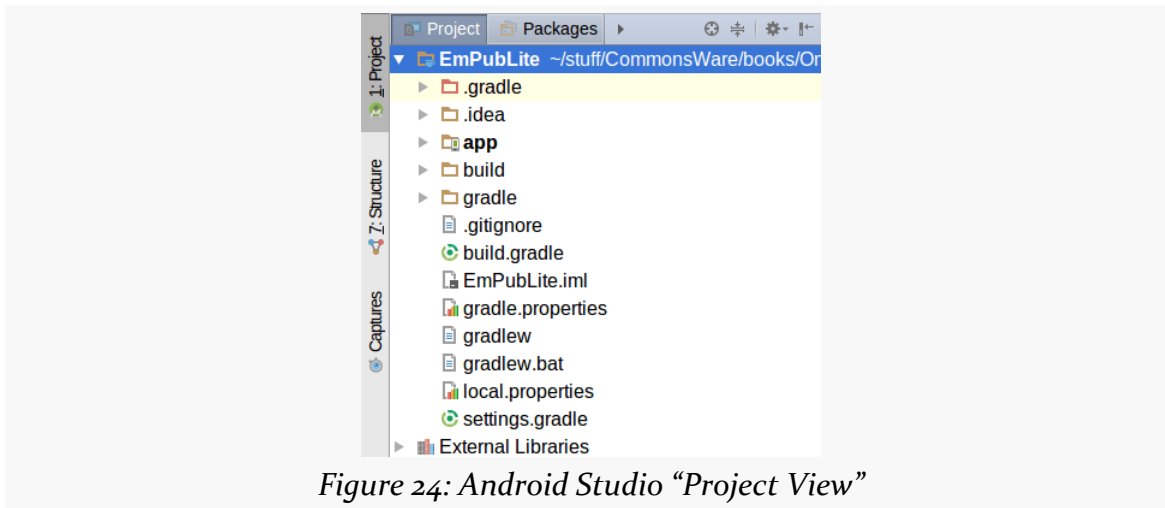 Project Packages
1: Project
EmPubLite ~/stuff/CommonsWare/books/Or
.gradle
.idea
app
build
gradle
7: Structure
.gitignore
build.gradle
EmPubLite.iml
gradle.properties
Captures
gradlew
gradlew.bat
local.properties
settings.gradle
External Libraries
Figure 24: Android Studio “Project View”